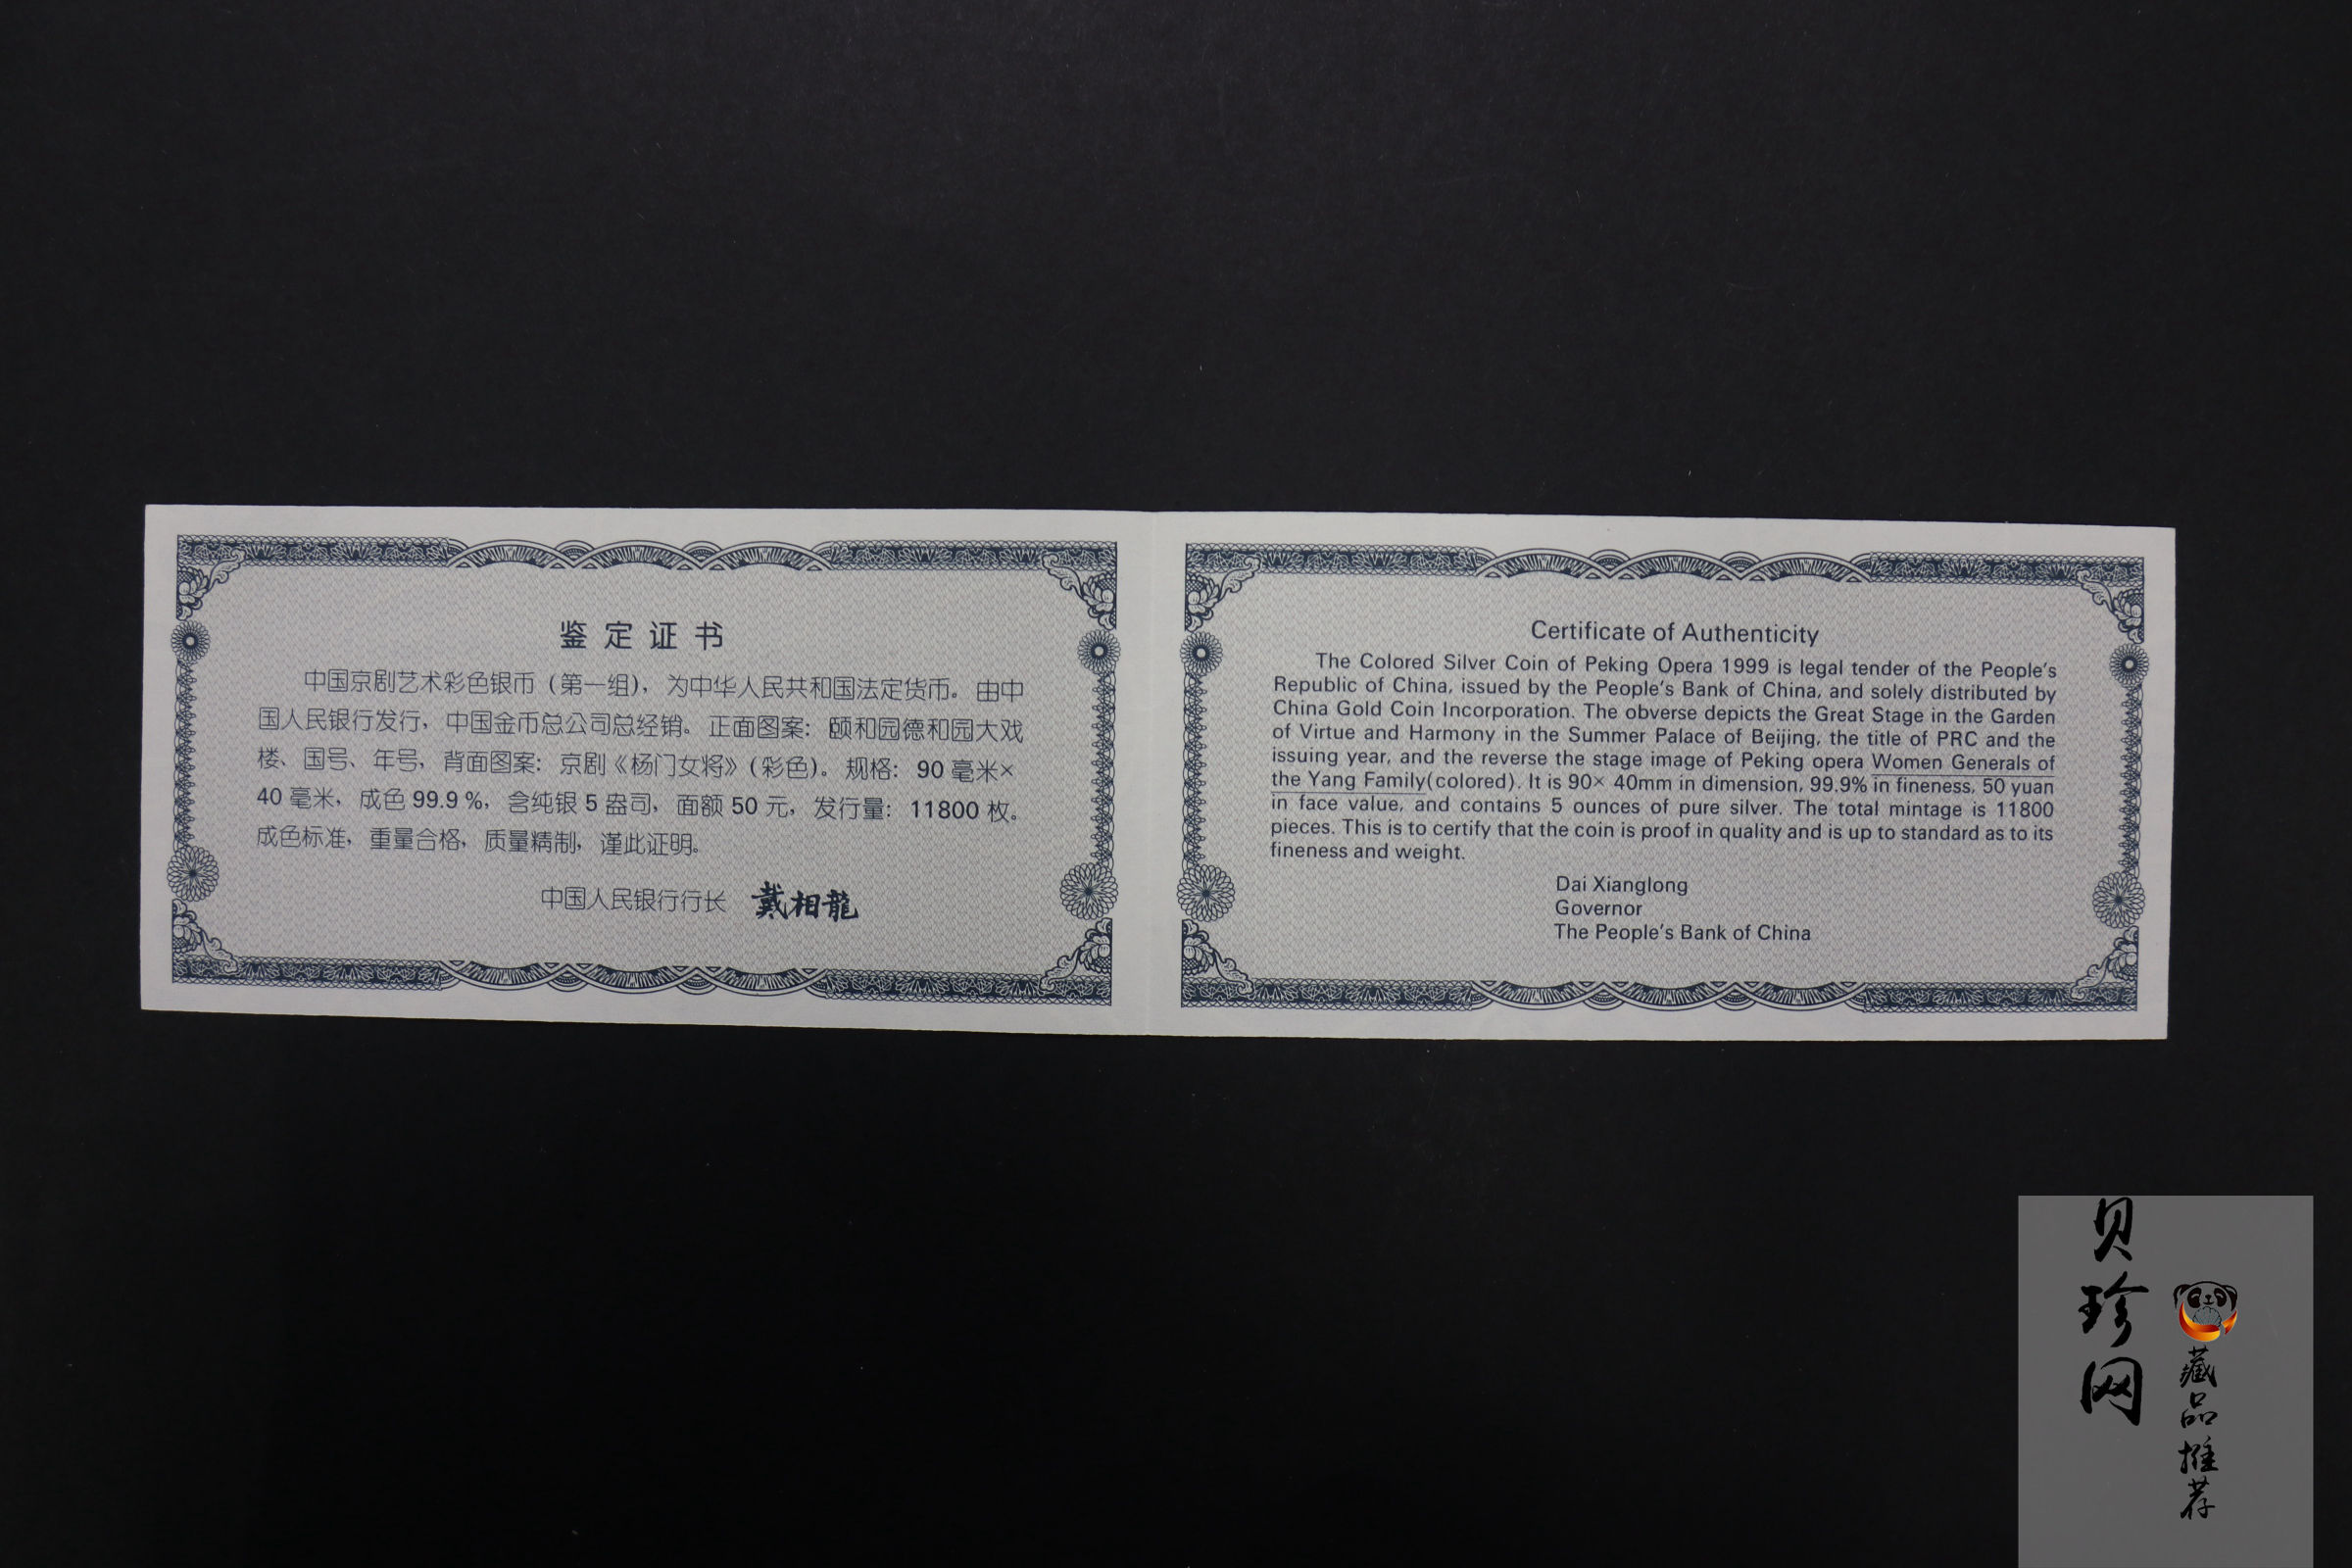 鉴定证书
中国京剧艺术彩色银币（第一组），为中华人民共和国法定货币。由中
国人民银行发行，中国金币总公司总经销。正面图案：颐和园德和园大戏
楼、国号、年号，背面图案：京剧《杨门女将》（彩色）。规格：90毫米×
40毫米，成色99.9%，含纯银5盎司，面额50元，发行量：11800枚。
成色标准，重量合格，质量精制，谨此证明。
中国人民银行行长 戴相龍
Certificate of Authenticity
The Colored Silver Coin of Peking Opera 1999 is legal tender of the People's
Republic of China, issued by the People's Bank of China, and solely distributed by
China Gold Coin Incorporation. The obverse depicts the Great Stage in the Garden
of Virtue and Harmony in the Summer Palace of Beijing, the title of PRC and the
issuing year, and the reverse the stage image of Peking opera Women Generals of
the Yang Family(colored). It is 90× 40mm in dimension, 99.9% in fineness, 50 yuan
in face value, and contains 5 ounces of pure silver. The total mintage is 11800
pieces. This is to certify that the coin is proof in quality and is up to standard as to its
fineness and weight.
Dai Xianglong
Governor
The People's Bank of China
贝珍网
藏品推荐